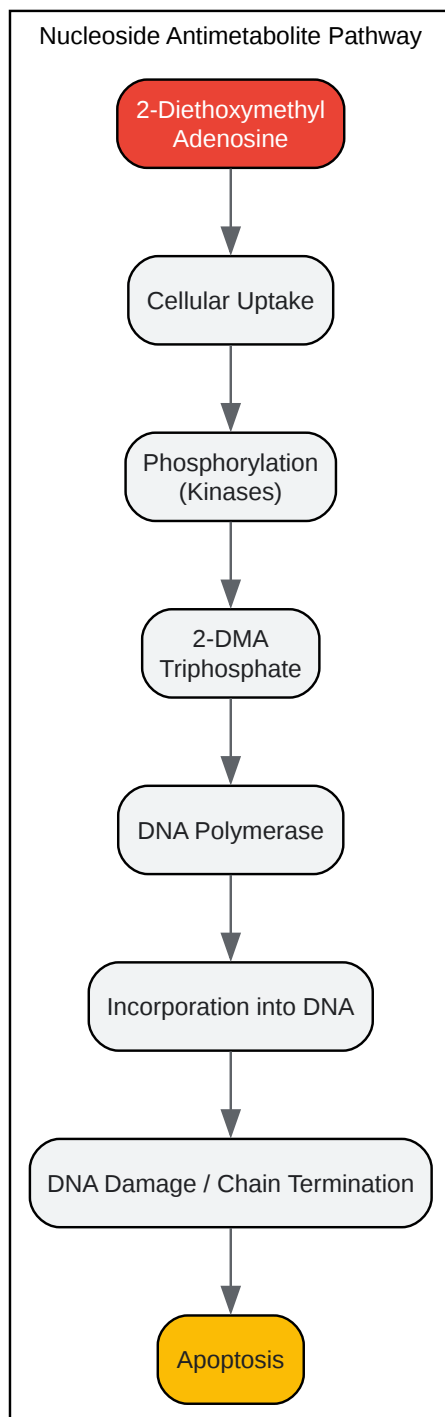 Nucleoside Antimetabolite Pathway
2-Diethoxymethyl
Adenosine
Cellular Uptake
Phosphorylation
(Kinases)
2-DMA
Triphosphate
DNA Polymerase
Incorporation into DNA
DNA Damage / Chain Termination
Apoptosis